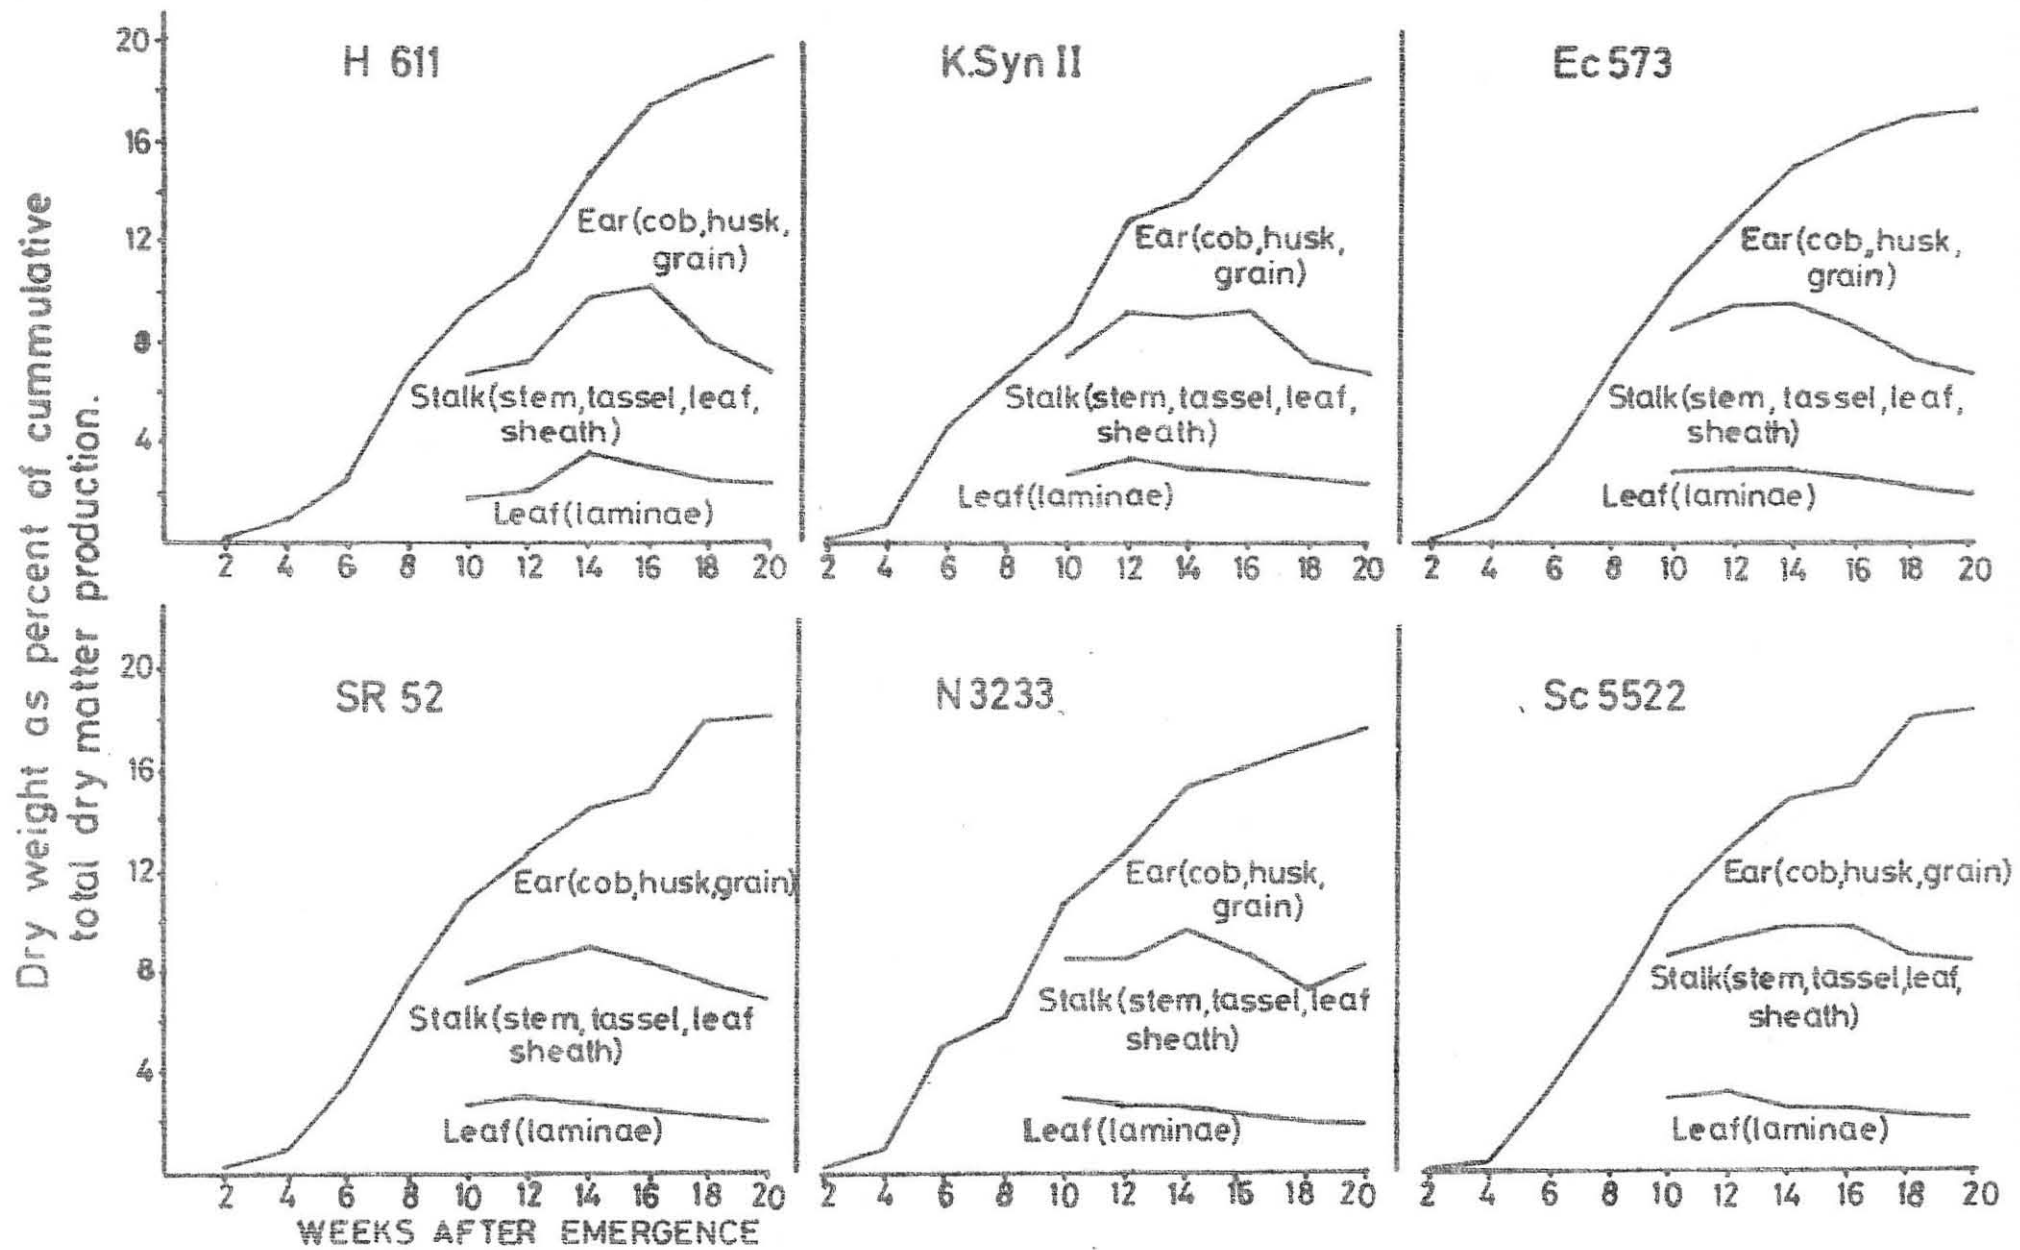 Dry weight as percent of cummulative
total dry matter production.
H 611
20
16
12
8
4
Ear(cob,husk,
grain)
Stalk(stem,tassel,leaf,
sheath)
Leaf(laminae)
2 4 6 8 10 12 14 16 18 20
K.Syn II
Ear(cob,husk,
grain)
Stalk(stem,tassel,leaf,
sheath)
Leaf(laminae)
2 4 6 8 10 12 14 16 18 20
Ec 573
Ear(cob,,husk,
grain)
Stalk(stem, tassel,leaf,
sheath)
Leaf(laminae)
2 4 6 8 10 12 14 16 18 20
SR 52
20
16
12
8
4
Ear(cob,husk,grain)
Stalk(stem,tassel,leaf
sheath)
Leaf(laminae)
2 4 6 8 10 12 14 16 18 20
N 3233
Ear(cob,husk,
grain)
Stalk(stem,tassel,leaf
sheath)
Leaf(laminae)
2 4 6 8 10 12 14 16 18 20
Sc 5522
Ear(cob,husk,grain)
Stalk(stem,tassel,leaf,
sheath)
Leaf(laminae)
2 4 6 8 10 12 14 16 18 20
WEEKS AFTER EMERGENCE